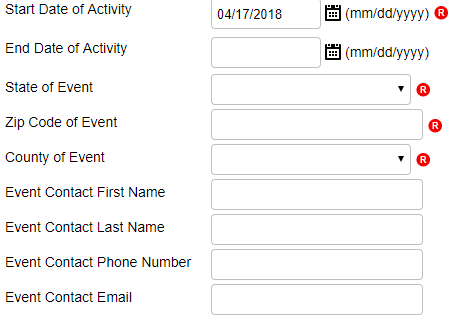 Start Date of Activity 04/17/2018 (mm/dd/yyyy) R
End Date of Activity (mm/dd/yyyy)
State of Event R
Zip Code of Event R
County of Event R
Event Contact First Name
Event Contact Last Name
Event Contact Phone Number
Event Contact Email